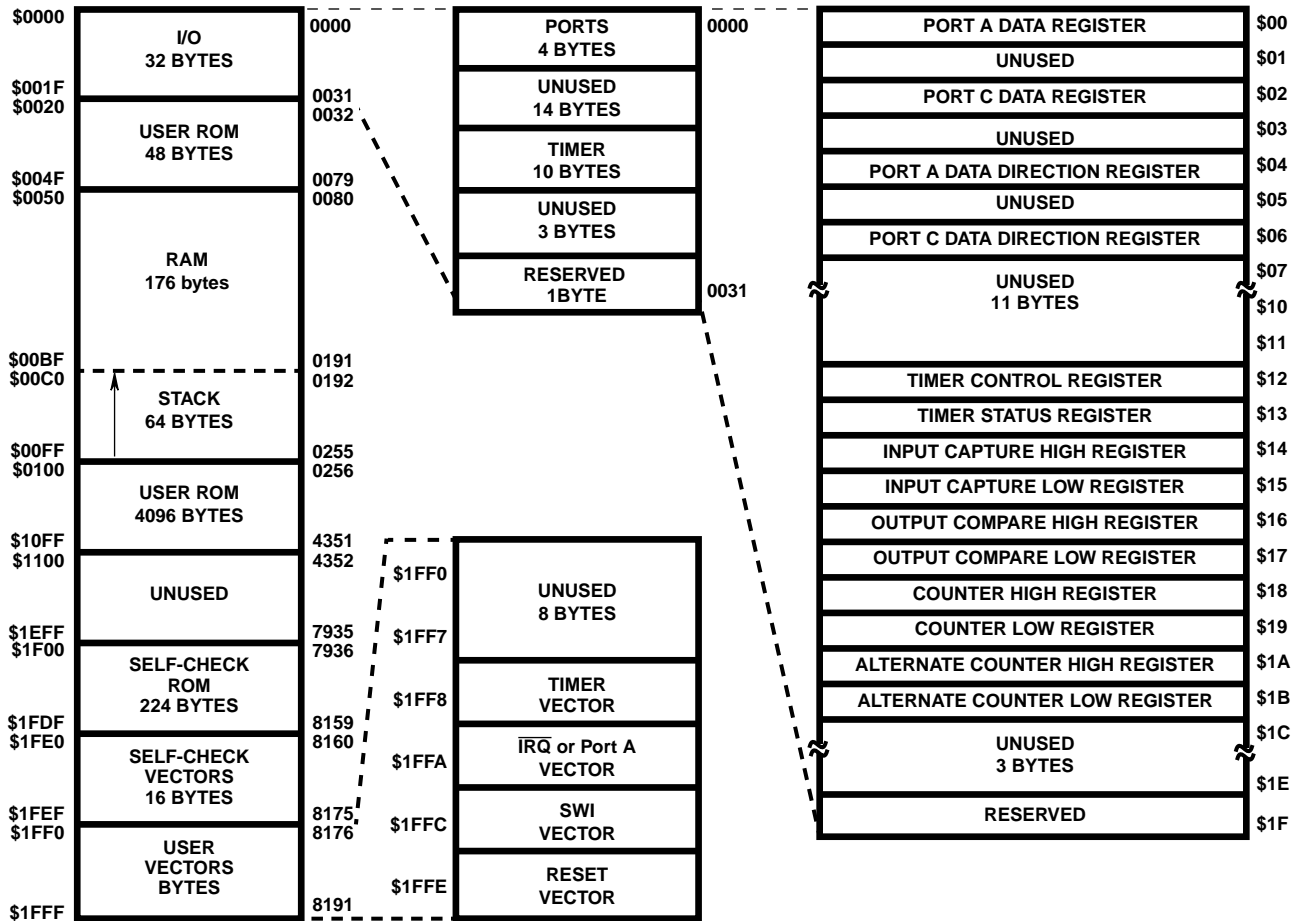 $0000
I/O
32 BYTES
0000
$001F
0031
$0020
0032
USER ROM
48 BYTES
$004F
0079
$0050
0080
RAM
176 bytes
$00BF
0191
$00C0
0192
STACK
64 BYTES
$00FF
0255
$0100
0256
USER ROM
4096 BYTES
$10FF
4351
$1100
4352
UNUSED
$1EFF
7935
$1F00
7936
SELF-CHECK
ROM
224 BYTES
$1FDF
8159
$1FE0
8160
SELF-CHECK
VECTORS
16 BYTES
$1FEF
8175
$1FF0
8176
USER
VECTORS
BYTES
$1FFF
8191
PORTS
4 BYTES
0000
UNUSED
14 BYTES
TIMER
10 BYTES
UNUSED
3 BYTES
RESERVED
1BYTE
0031
$1FF0
UNUSED
8 BYTES
$1FF7
$1FF8
TIMER
VECTOR
$1FFA
IRQ or Port A
VECTOR
$1FFC
SWI
VECTOR
$1FFE
RESET
VECTOR
PORT A DATA REGISTER $00
UNUSED $01
PORT C DATA REGISTER $02
UNUSED $03
PORT A DATA DIRECTION REGISTER $04
UNUSED $05
PORT C DATA DIRECTION REGISTER $06
$07
UNUSED
11 BYTES
$10
$11
TIMER CONTROL REGISTER $12
TIMER STATUS REGISTER $13
INPUT CAPTURE HIGH REGISTER $14
INPUT CAPTURE LOW REGISTER $15
OUTPUT COMPARE HIGH REGISTER $16
OUTPUT COMPARE LOW REGISTER $17
COUNTER HIGH REGISTER $18
COUNTER LOW REGISTER $19
ALTERNATE COUNTER HIGH REGISTER $1A
ALTERNATE COUNTER LOW REGISTER $1B
$1C
UNUSED
3 BYTES
$1E
RESERVED $1F